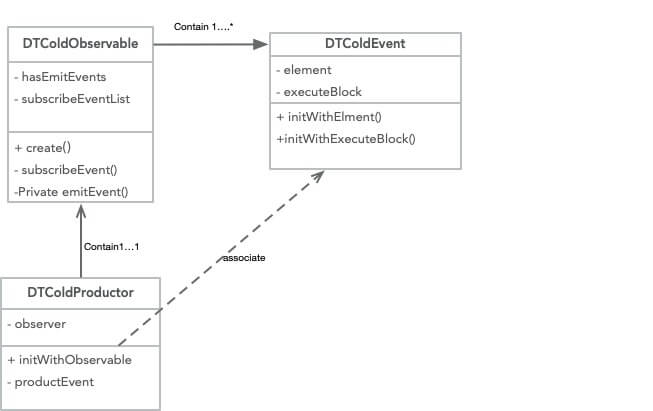 Contain 1....*
DTColdObservable
- hasEmitEvents
- subscribeEventList
+ create()
- subscribeEvent()
-Private emitEvent()
DTColdEvent
- element
- executeBlock
+ initWithElment()
+initWithExecuteBlock()
Contain1...1
associate
DTColdProductor
- observer
+ initWithObservable
- productEvent